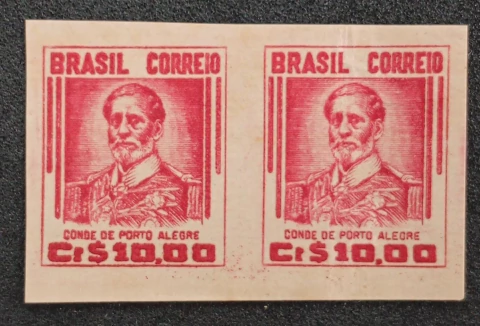 BRASIL CORREIO
CONDE DE PORTO ALEGRE
Cr$10,00
BRASIL CORREIO
CONDE DE PORTO ALEGRE
Cr$10,00